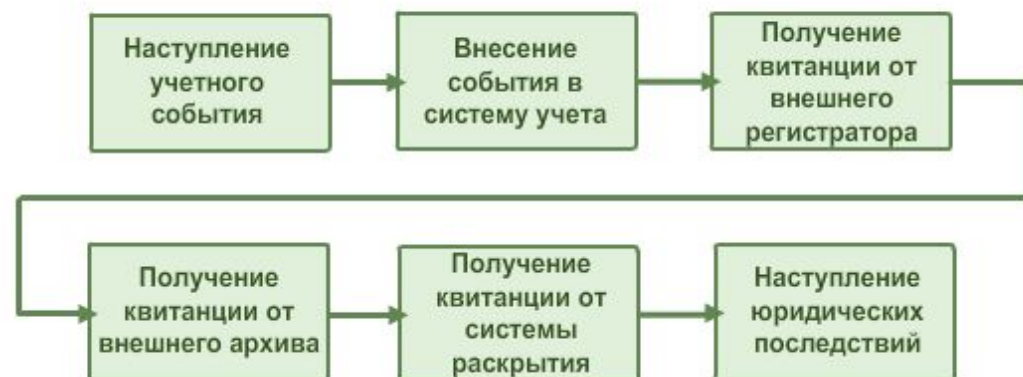 Наступление
учетного
события
Внесение
события в
систему учета
Получение
квитанции от
внешнего
регистратора
Получение
квитанции от
внешнего архива
Получение
квитанции от
системы
раскрытия
Наступление
юридических
последствий